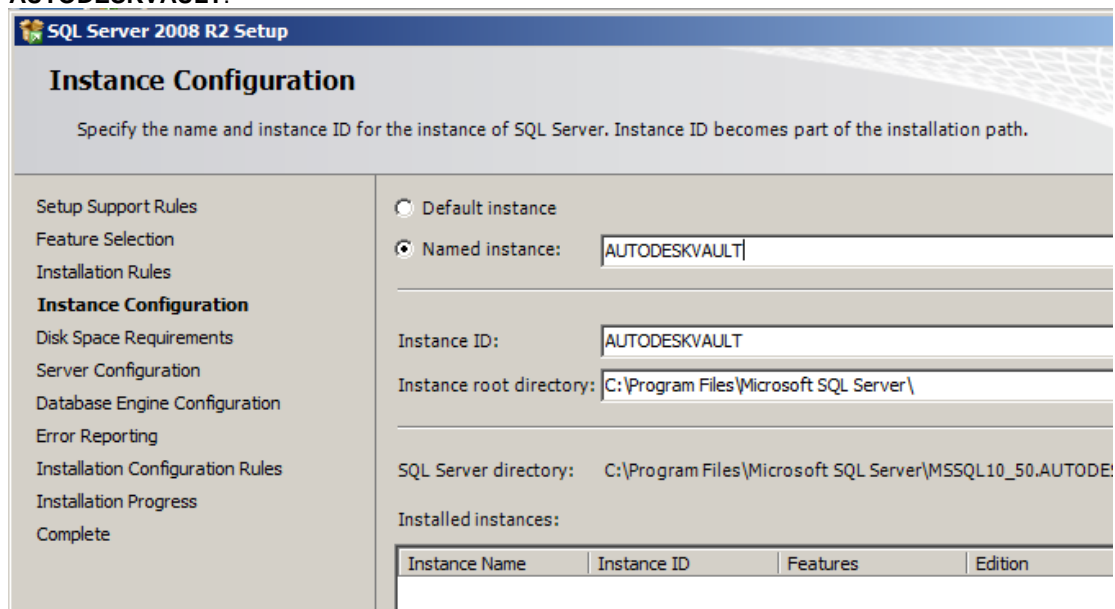 AUTODESKVAULT.
SQL Server 2008 R2 Setup
Instance Configuration
Specify the name and instance ID for the instance of SQL Server. Instance ID becomes part of the installation path.
Setup Support Rules
Feature Selection
Installation Rules
Instance Configuration
Disk Space Requirements
Server Configuration
Database Engine Configuration
Error Reporting
Installation Configuration Rules
Installation Progress
Complete
Default instance
Named instance: AUTODESKVAULT
Instance ID: AUTODESKVAULT
Instance root directory: C:\Program Files\Microsoft SQL Server\
SQL Server directory: C:\Program Files\Microsoft SQL Server\MSSQL10_50.AUTODES
Installed instances:
Instance Name Instance ID Features Edition